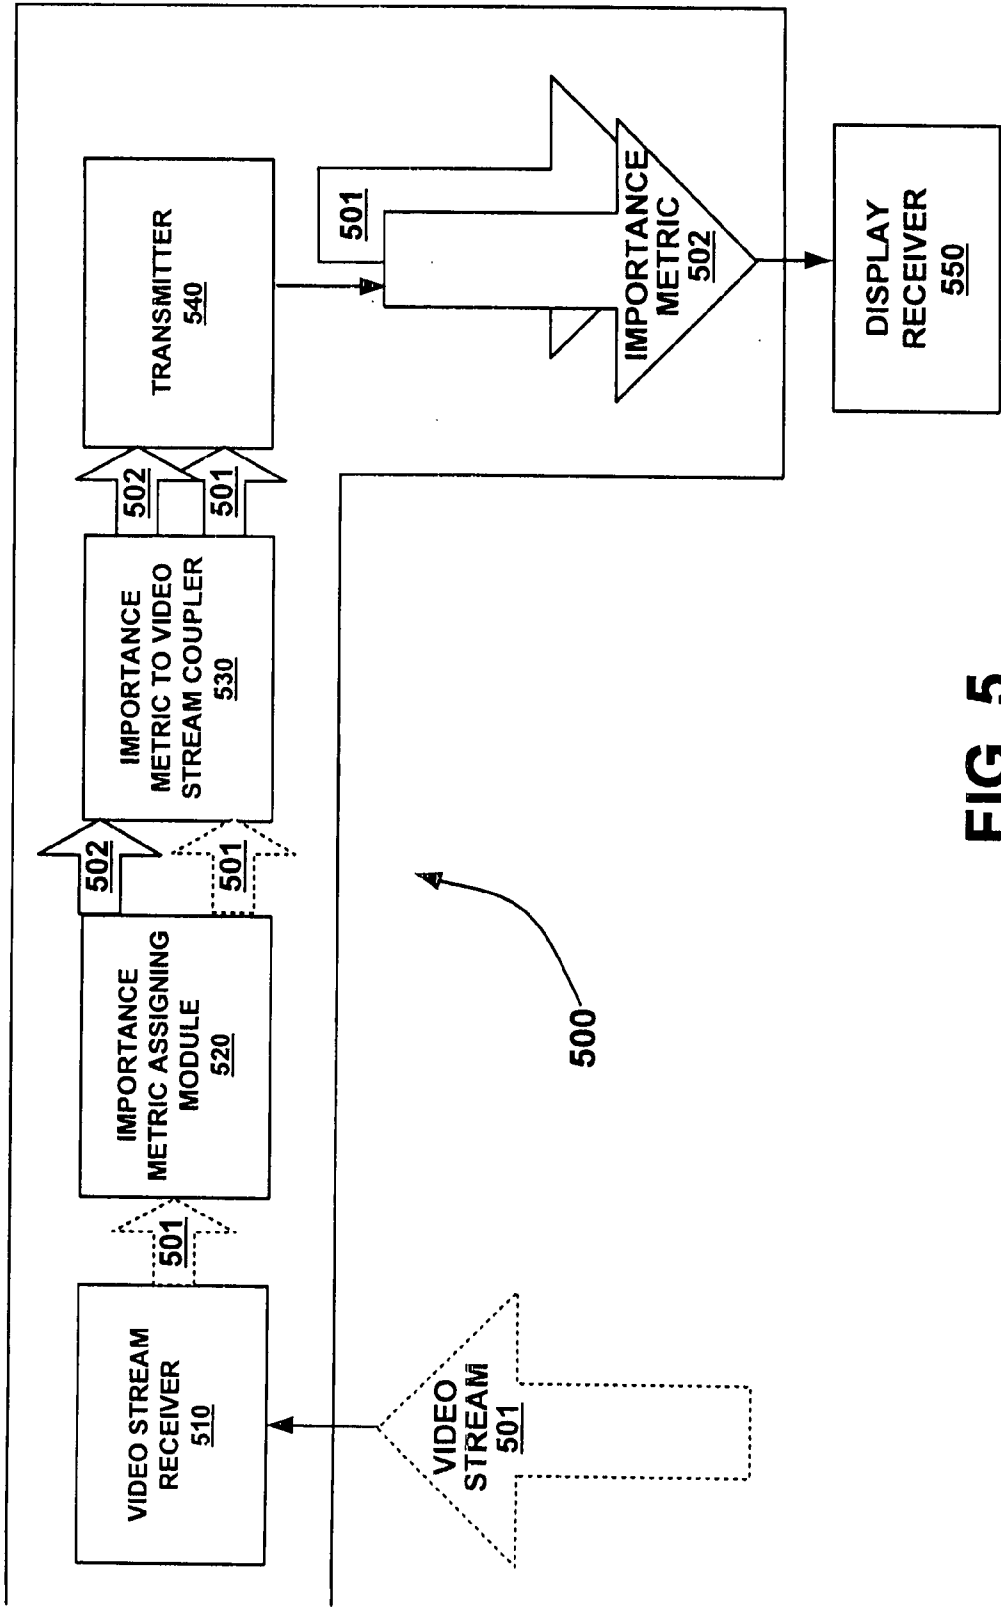 VIDEO STREAM
RECEIVER
510
501
IMPORTANCE
METRIC ASSIGNING
MODULE
520
502
501
IMPORTANCE
METRIC TO VIDEO
STREAM COUPLER
530
502
501
TRANSMITTER
540
VIDEO
STREAM
501
500
501
IMPORTANCE
METRIC
502
DISPLAY
RECEIVER
550
FIG. 5